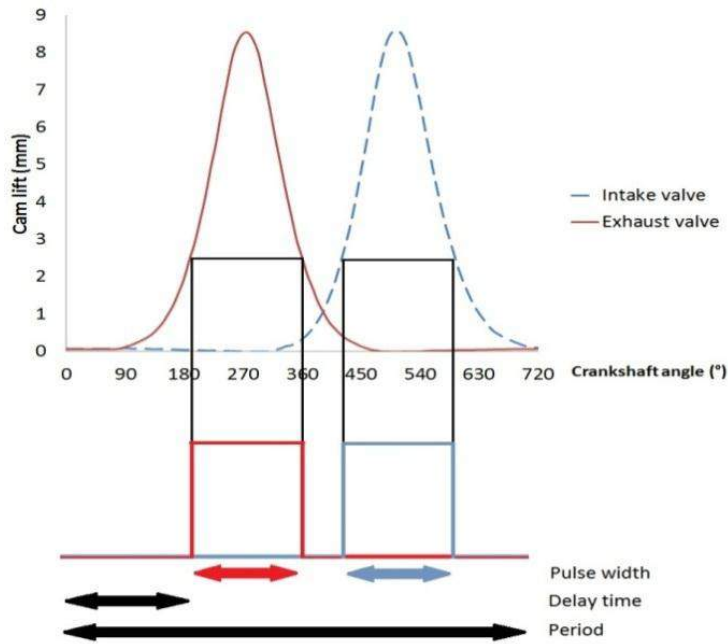 9
8
7
6
5
4
3
2
1
0
Cam lift (mm)
Intake valve
Exhaust valve
0 90 180 270 360 450 540 630 720 Crankshaft angle (°)
Pulse width
Delay time
Period